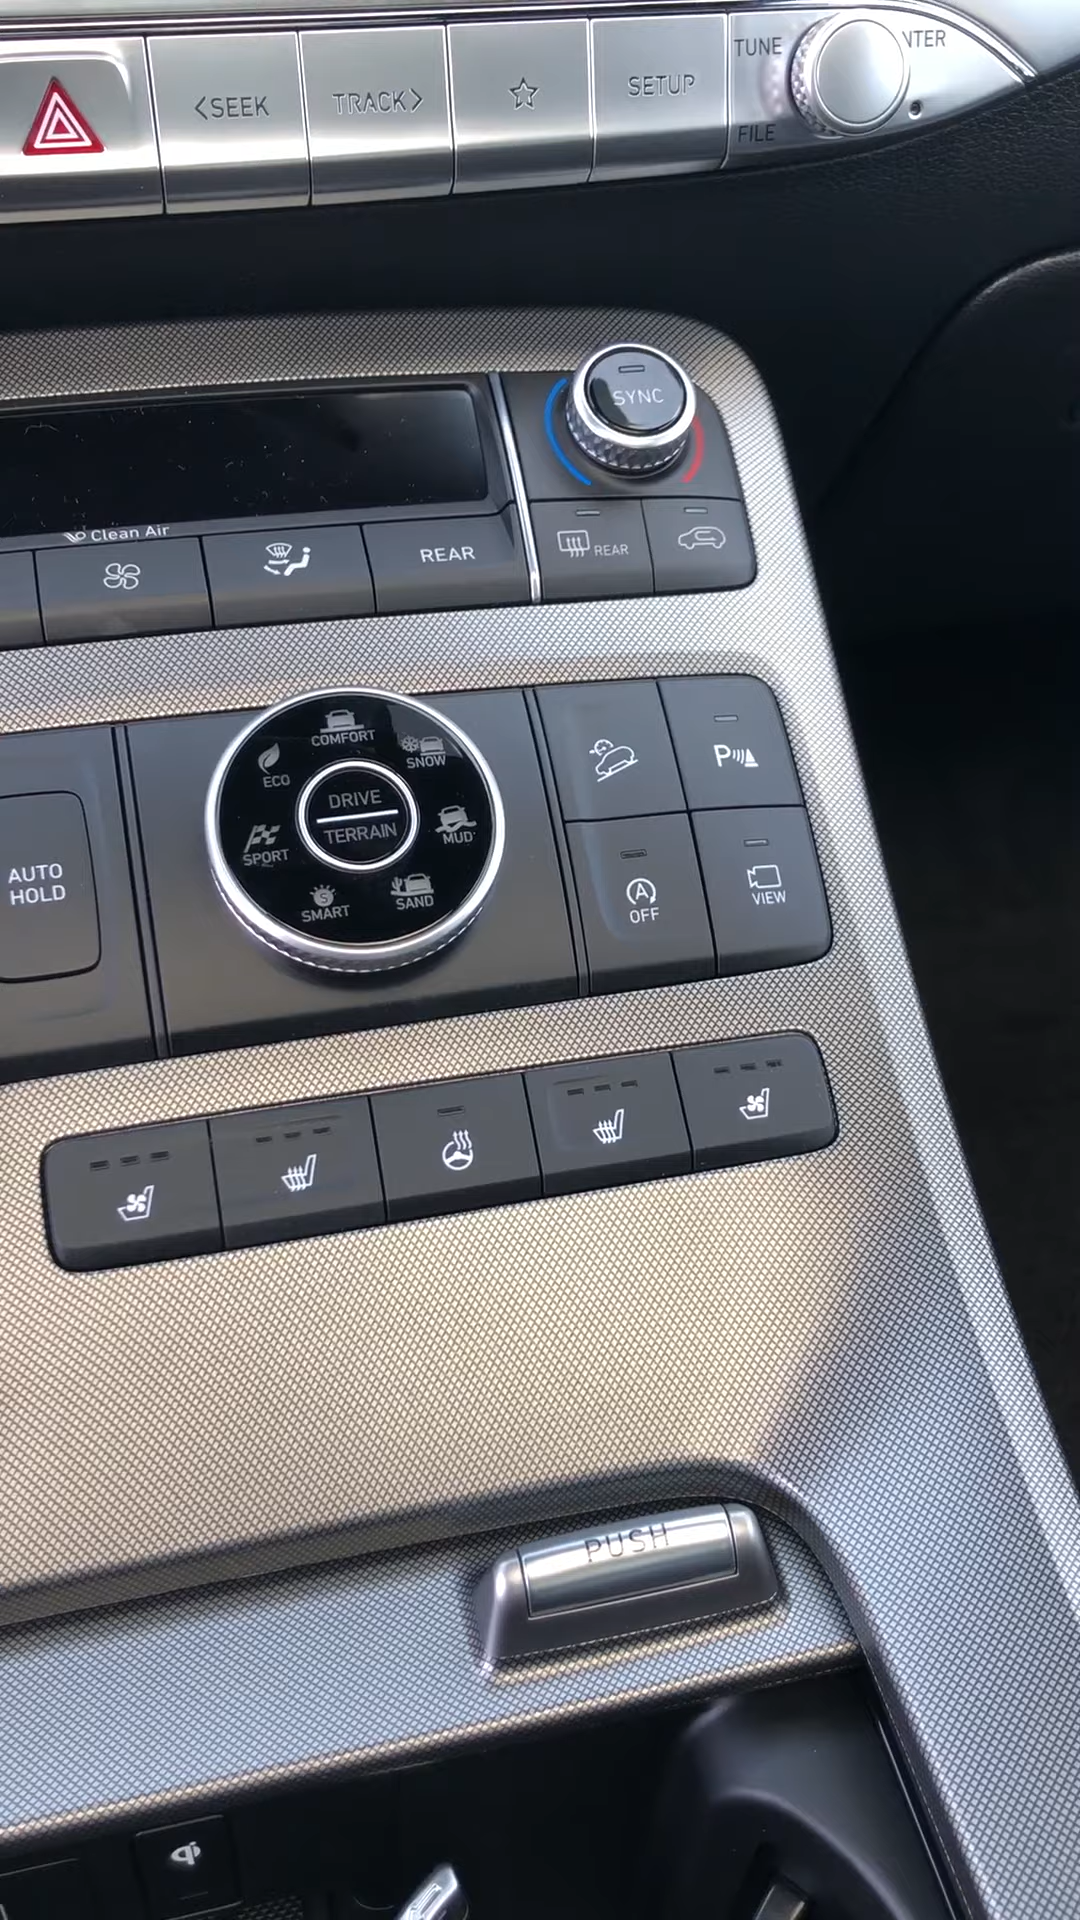 <SEEK
TRACK>
SETUP
TUNE
FILE
NTER
SYNC
Clean Air
REAR
REAR
AUTO
HOLD
COMFORT
ECO
SNOW
DRIVE
TERRAIN
SPORT
MUD
SMART
SAND
P
A
OFF
VIEW
PUSH